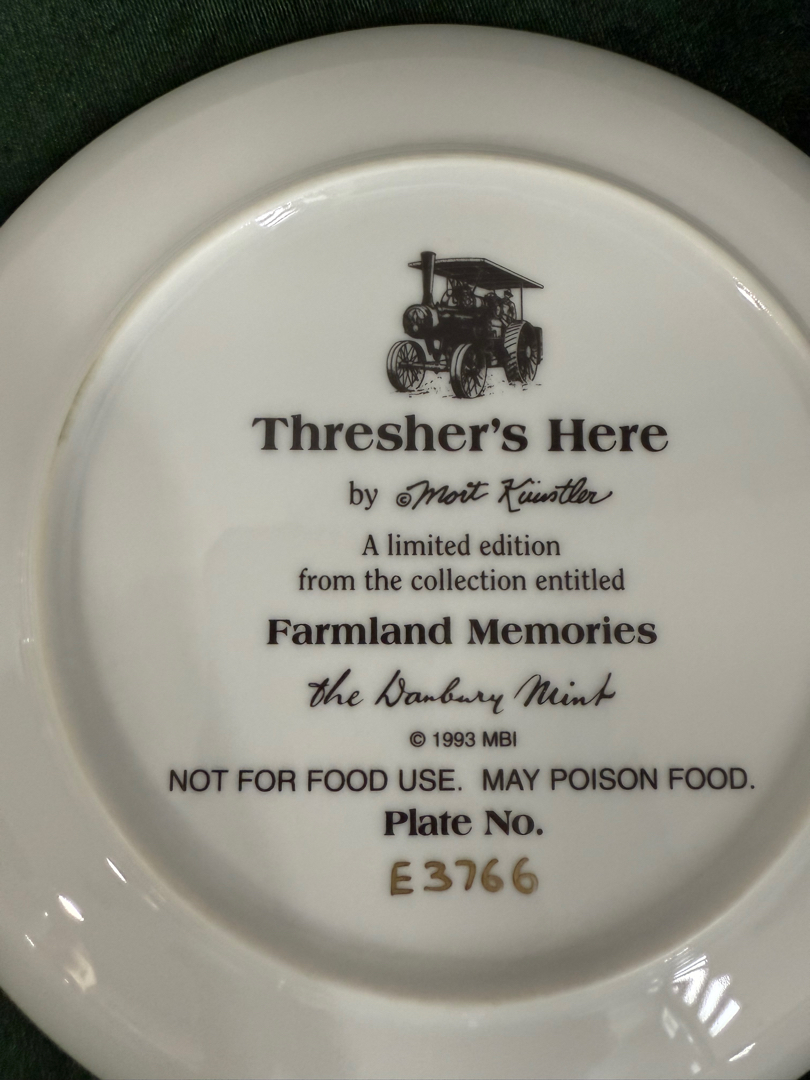 Thresher's Here
by ©Mort Künstler
A limited edition
from the collection entitled
Farmland Memories
the Danbury Mint
© 1993 MBI
NOT FOR FOOD USE. MAY POISON FOOD.
Plate No.
E3766